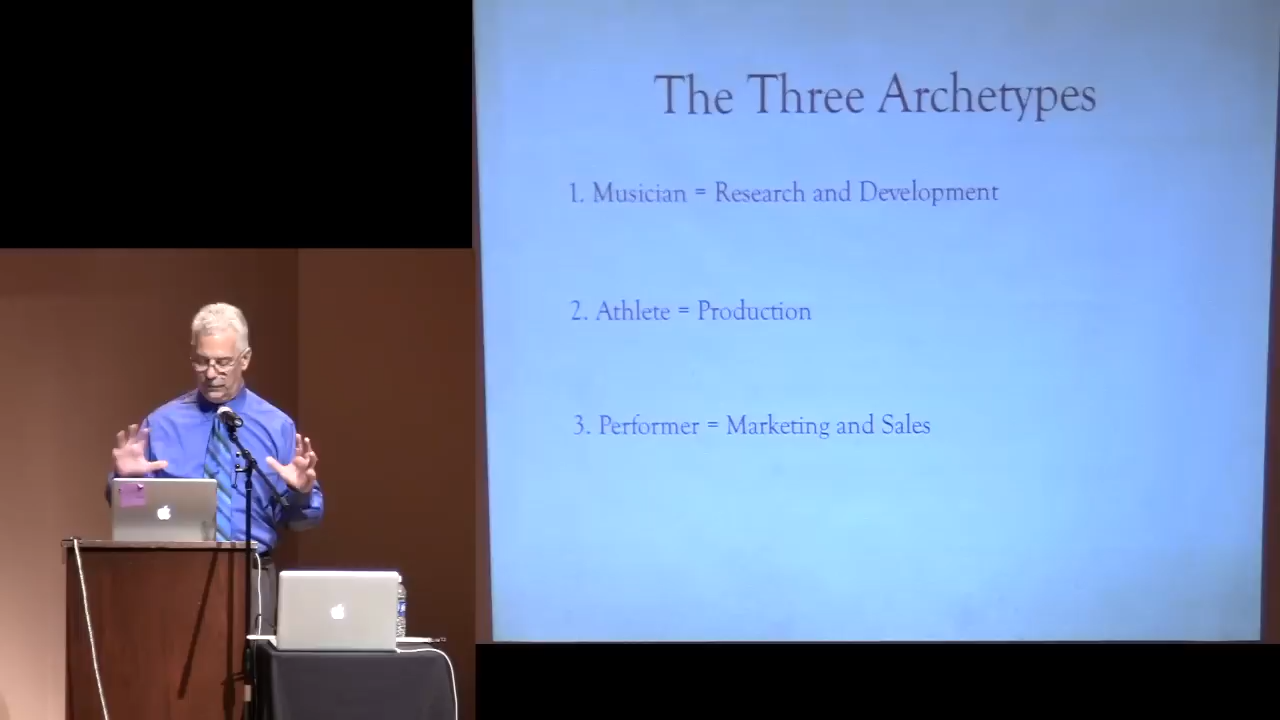 The Three Archetypes
1. Musician = Research and Development
2. Athlete = Production
3. Performer = Marketing and Sales